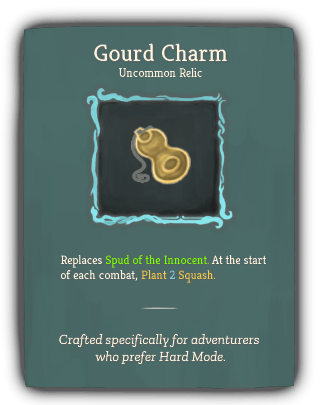 Gourd Charm
Uncommon Relic
Replaces Spud of the Innocent. At the start
of each combat, Plant 2 Squash.
Crafted specifically for adventurers
who prefer Hard Mode.